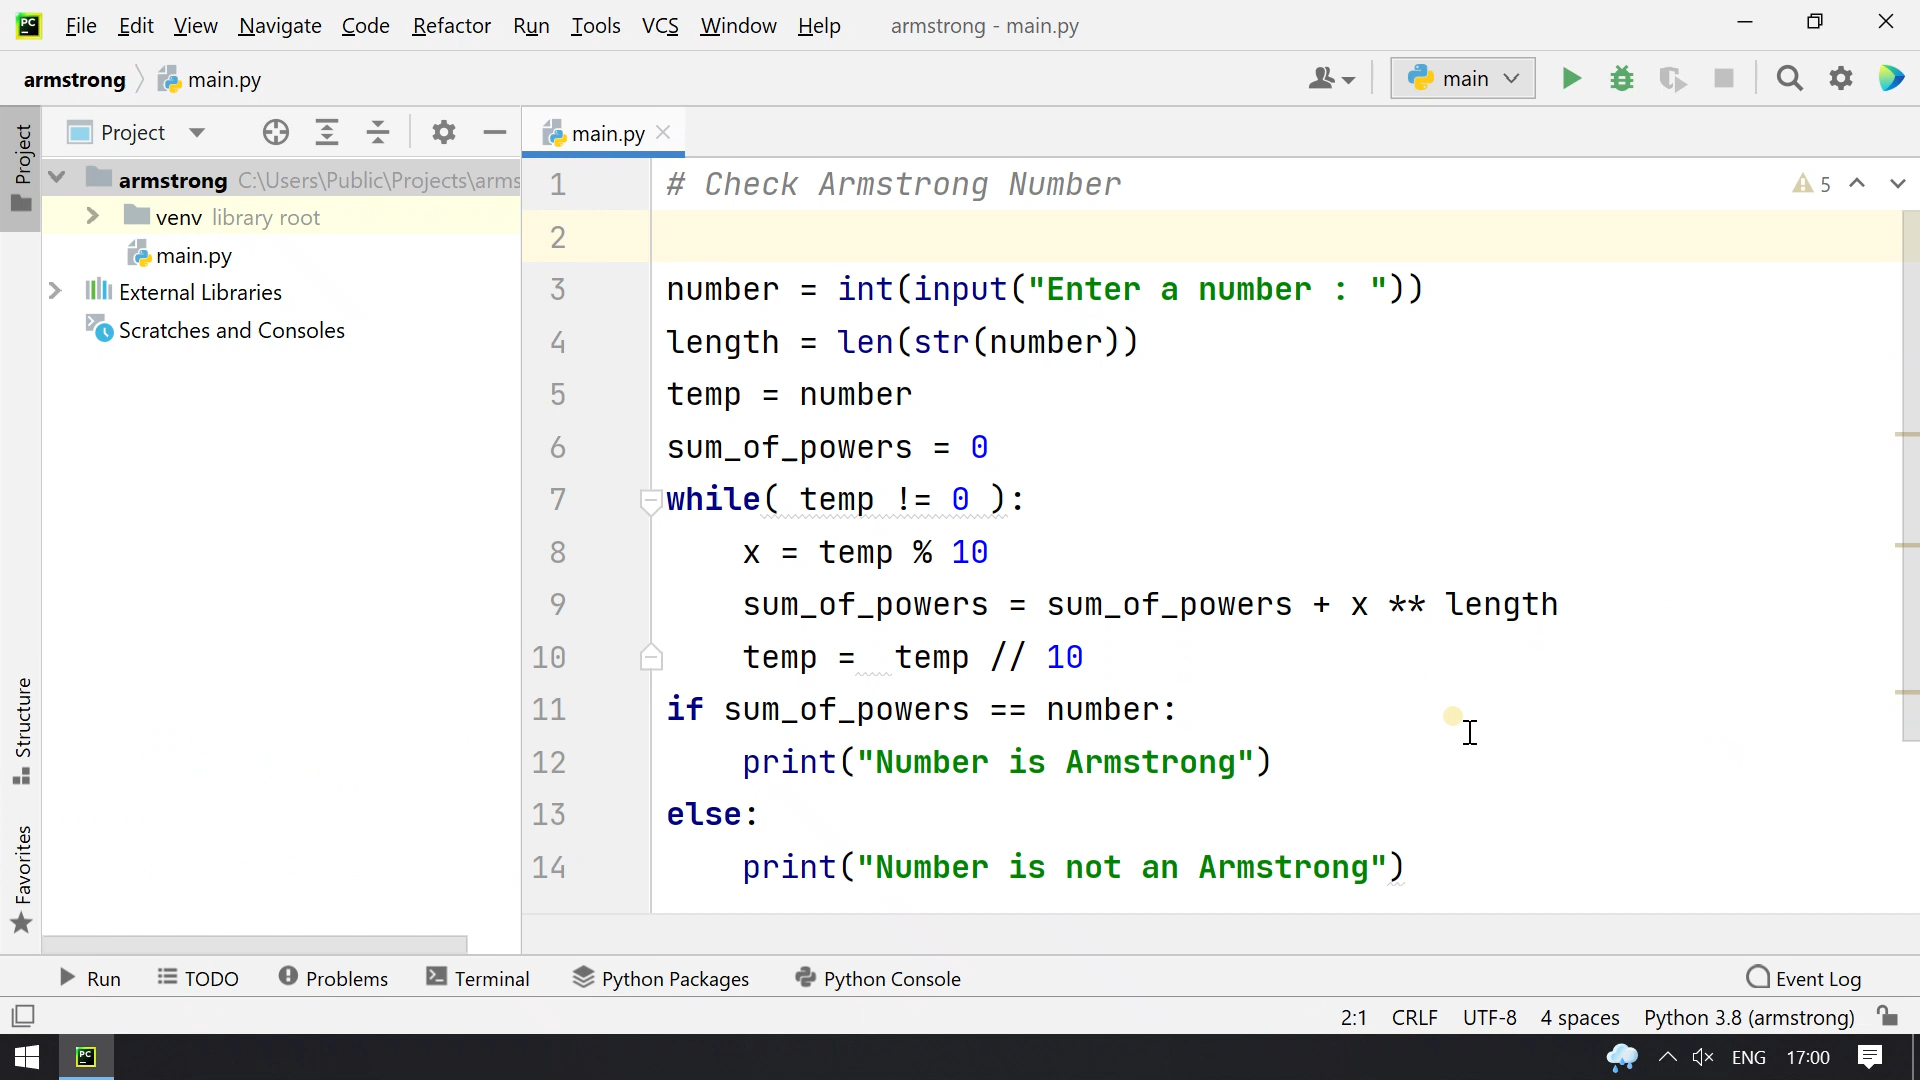 PC File Edit View Navigate Code Refactor Run Tools VCS Window Help armstrong - main.py
armstrong main.py main
Project Project main.py
armstrong C:\Users\Public\Projects\arms
venv library root
main.py
External Libraries
Scratches and Consoles
Structure
Favorites
1 # Check Armstrong Number 5
2
3 number = int(input("Enter a number : "))
4 length = len(str(number))
5 temp = number
6 sum_of_powers = 0
7 while( temp != 0 ):
8 x = temp % 10
9 sum_of_powers = sum_of_powers + x ** length
10 temp =  temp // 10
11 if sum_of_powers == number:
12 print("Number is Armstrong")
13 else:
14 print("Number is not an Armstrong")
Run TODO Problems Terminal Python Packages Python Console Event Log
2:1 CRLF UTF-8 4 spaces Python 3.8 (armstrong)
PC ENG 17:00